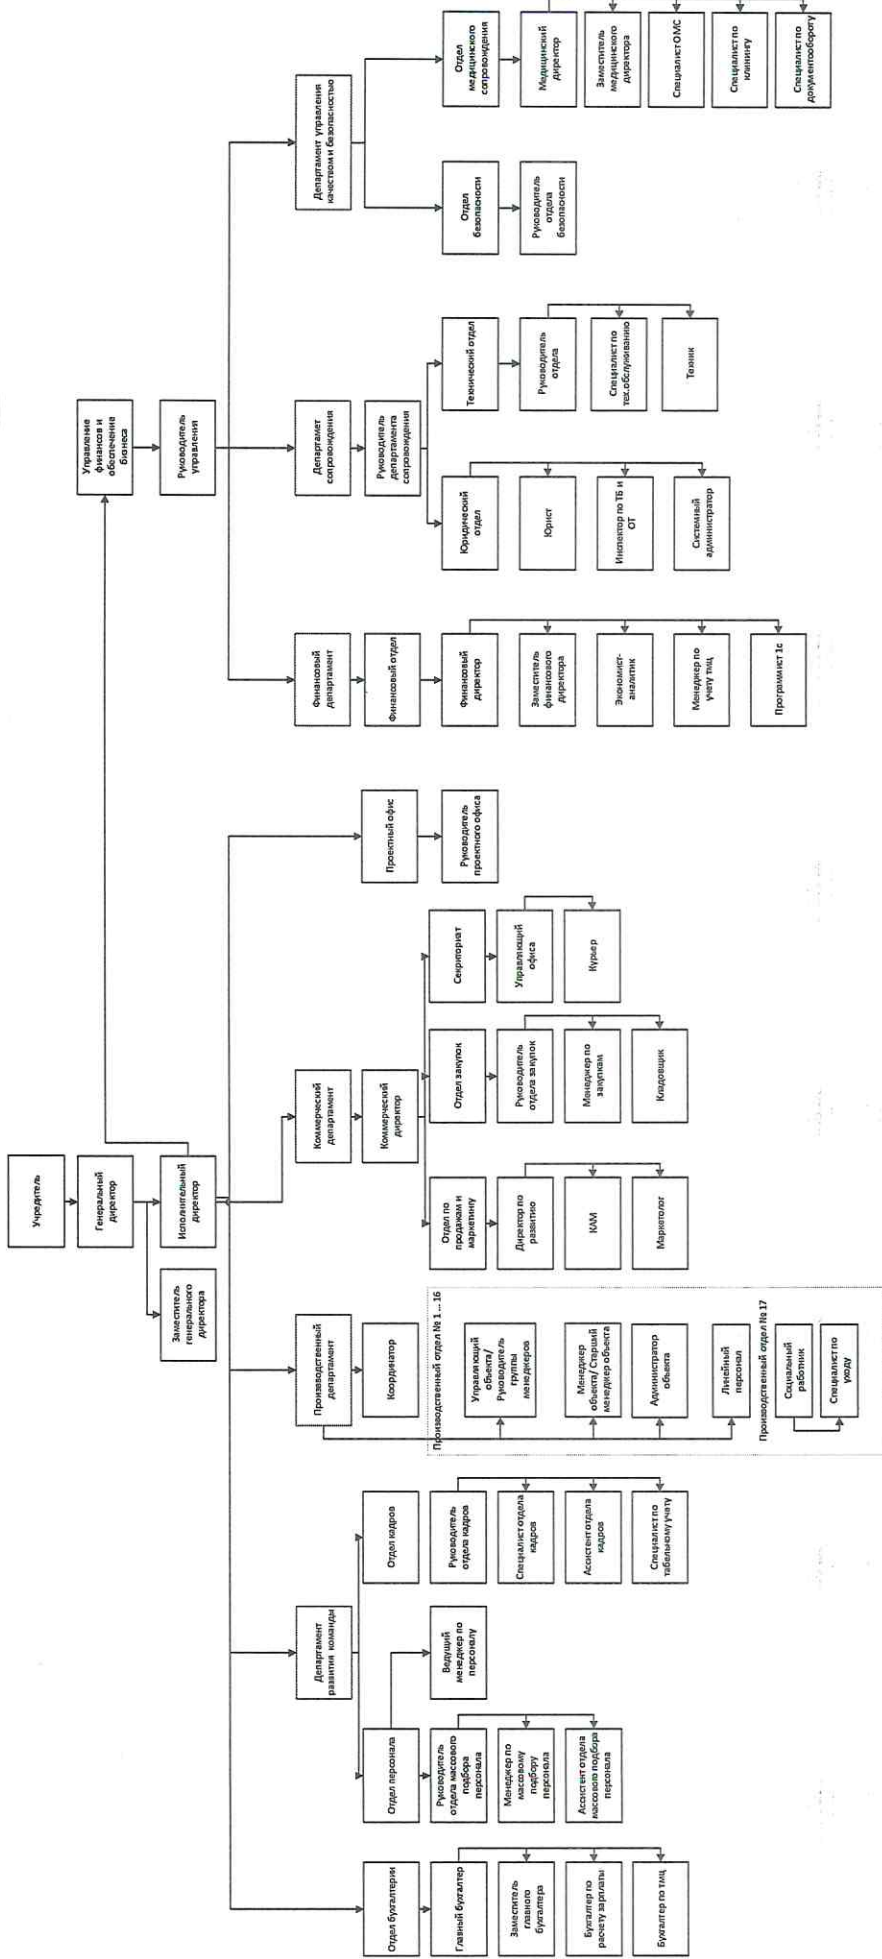 Учредитель
Генеральный
директор
Заместитель
генерального
директора
Исполнительный
директор
Управление
финансов и
обеспечение
бизнеса
Руководитель
управления
Отдел бухгалтерии
Главный бухгалтер
Заместитель
главного
бухгалтера
Бухгалтер по
расчету зарплаты
Бухгалтер по тмц
Департамент
развития команды
Отдел персонала
Руководитель
отдела массового
подбора
персонала
Менеджер по
массовому
подбору
персонала
Ассистент отдела
массового подбора
персонала
Ведущий
менеджер по
персоналу
Отдел кадров
Руководитель
отдела кадров
Специалист отдела
кадров
Ассистент отдела
кадров
Специалист по
табельному учету
Производственный
департамент
Координатор
Производственный отдел № 1 ... 16
Управляющий
объекта/
Руководитель
группы
менеджеров
Менеджер
объекта/ Старший
менеджер объекта
Администратор
объекта
Линейный
персонал
Производственный отдел № 17
Социальный
работник
Специалист по
уходу
Коммерческий
департамент
Коммерческий
директор
Отдел по
продажам и
маркетингу
Директор по
развитию
КАМ
Маркетолог
Отдел закупок
Руководитель
отдела закупок
Менеджер по
закупкам
Кладовщик
Секриториат
Управляющий
офиса
Курьер
Проектный офис
Руководитель
проектного офиса
Финансовый
департамент
Финансовый отдел
Финансовый
директор
Заместитель
финансового
директора
Экономист-
аналитик
Менеджер по
учету тмц
Программист 1с
Департамет
сопровождения
Руководитель
департамента
сопровождения
Юридический
отдел
Юрист
Инспектор по ТБ и
ОТ
Системный
администратор
Технический отдел
Руководитель
отдела
Специалист по
тех.обслуживанию
Техник
Департамент управления
качеством и безопасностью
Отдел
безопасности
Руководитель
отдела
безопасности
Отдел
медицинского
сопровождения
Медицинский
директор
Заместитель
медицинского
директора
Специалист ОМС
Специалист по
клинингу
Специалист по
документообороту